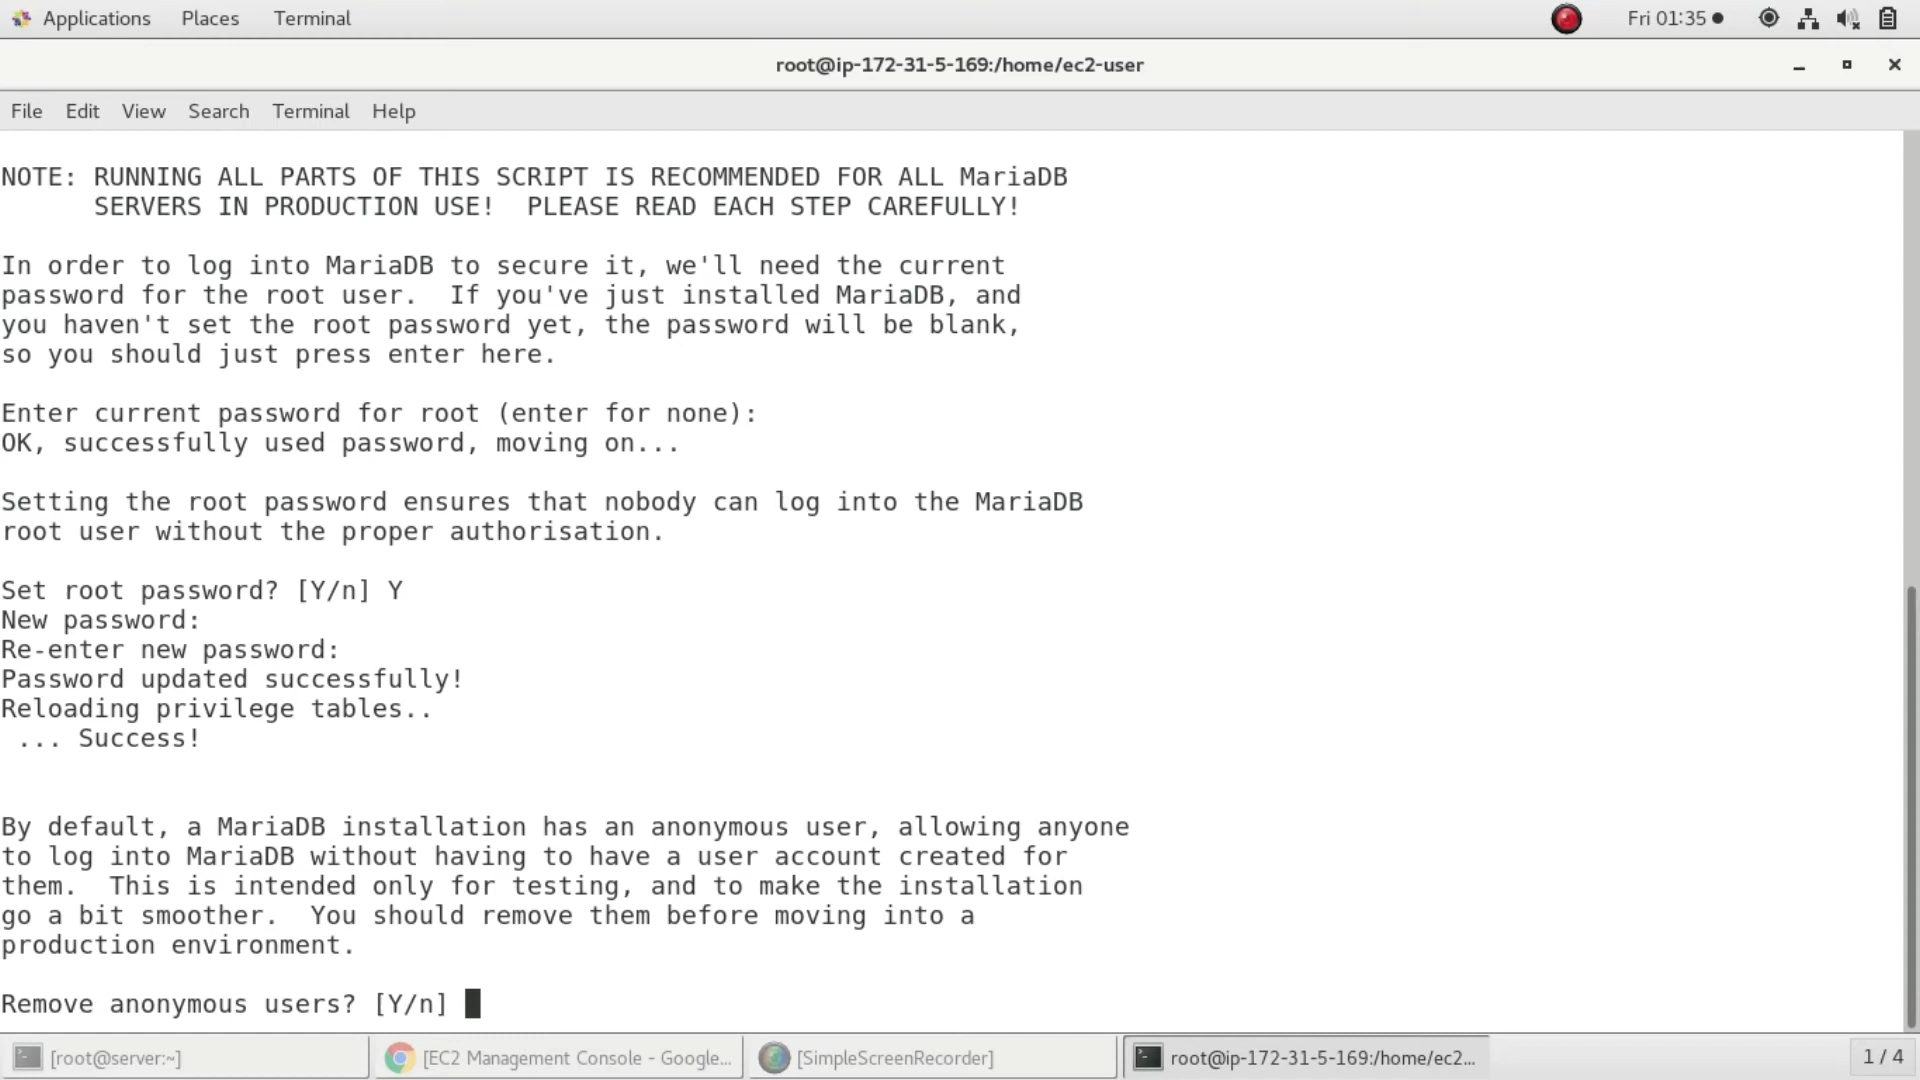 Applications Places Terminal Fri 01:35
root@ip-172-31-5-169:/home/ec2-user
File Edit View Search Terminal Help
NOTE: RUNNING ALL PARTS OF THIS SCRIPT IS RECOMMENDED FOR ALL MariaDB
SERVERS IN PRODUCTION USE!  PLEASE READ EACH STEP CAREFULLY!
In order to log into MariaDB to secure it, we'll need the current
password for the root user.  If you've just installed MariaDB, and
you haven't set the root password yet, the password will be blank,
so you should just press enter here.
Enter current password for root (enter for none):
OK, successfully used password, moving on...
Setting the root password ensures that nobody can log into the MariaDB
root user without the proper authorisation.
Set root password? [Y/n] Y
New password:
Re-enter new password:
Password updated successfully!
Reloading privilege tables..
... Success!
By default, a MariaDB installation has an anonymous user, allowing anyone
to log into MariaDB without having to have a user account created for
them.  This is intended only for testing, and to make the installation
go a bit smoother.  You should remove them before moving into a
production environment.
Remove anonymous users? [Y/n]
[root@server:~] [EC2 Management Console - Google... [SimpleScreenRecorder] root@ip-172-31-5-169:/home/ec2... 1 / 4